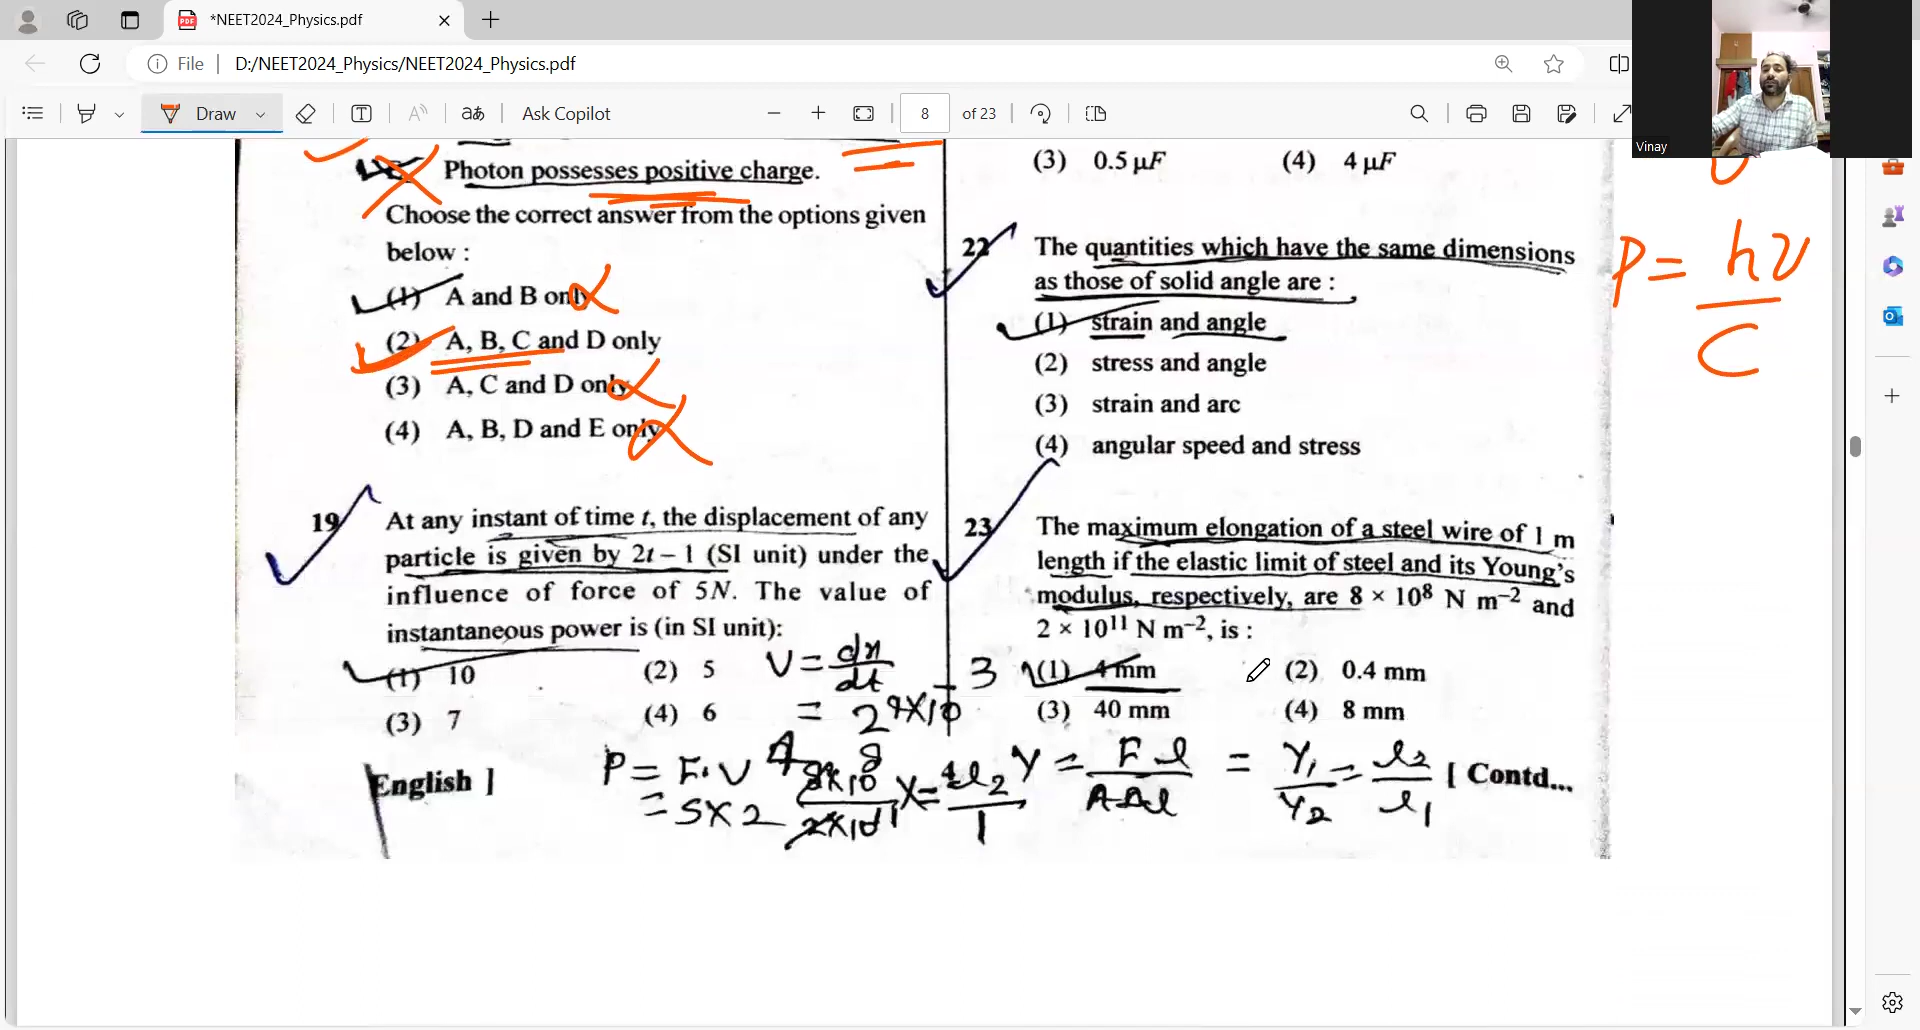 *NEET2024_Physics.pdf
File
D:/NEET2024_Physics/NEET2024_Physics.pdf
Draw
Ask Copilot
8 of 23
Vinay
Photon possesses positive charge.
Choose the correct answer from the options given
below :
(1) A and B only
(2) A, B, C and D only
(3) A, C and D only
(4) A, B, D and E only
19 At any instant of time t, the displacement of any
particle is given by 2t – 1 (SI unit) under the
influence of force of 5N. The value of
instantaneous power is (in SI unit):
(1) 10 (2) 5
(3) 7 (4) 6
V = dx/dt
= 2
P = F.V
= 5 x 2
English ]
(3) 0.5 μF (4) 4 μF
22 The quantities which have the same dimensions
as those of solid angle are :
(1) strain and angle
(2) stress and angle
(3) strain and arc
(4) angular speed and stress
23 The maximum elongation of a steel wire of 1 m
length if the elastic limit of steel and its Young's
modulus, respectively, are 8 × 10⁸ N m⁻² and
2 × 10¹¹ N m⁻², is :
(1) 4 mm (2) 0.4 mm
(3) 40 mm (4) 8 mm
Y = Fl/AΔl = Y₁/Y₂ = l₂/l₁
[ Contd...
P = hν/C